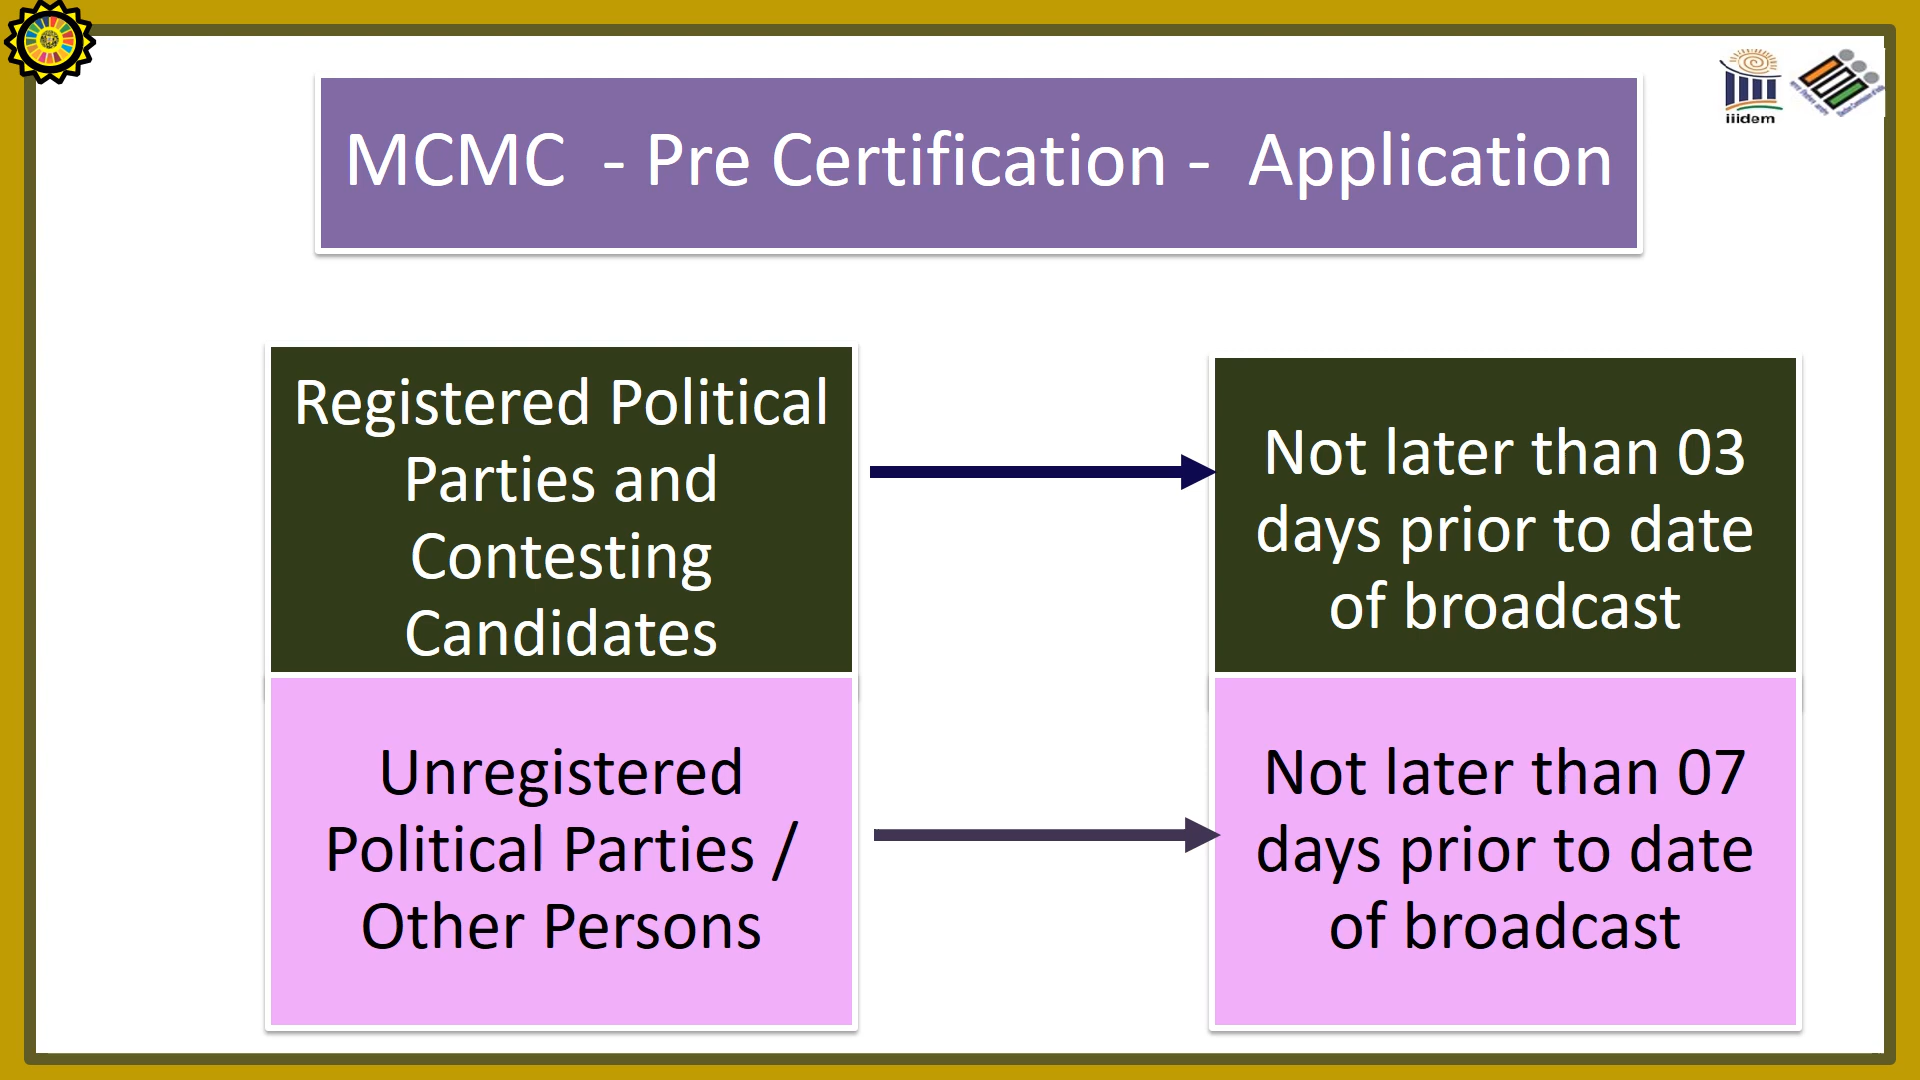 iiidem
MCMC - Pre Certification - Application
Registered Political
Parties and
Contesting
Candidates
Not later than 03
days prior to date
of broadcast
Unregistered
Political Parties /
Other Persons
Not later than 07
days prior to date
of broadcast